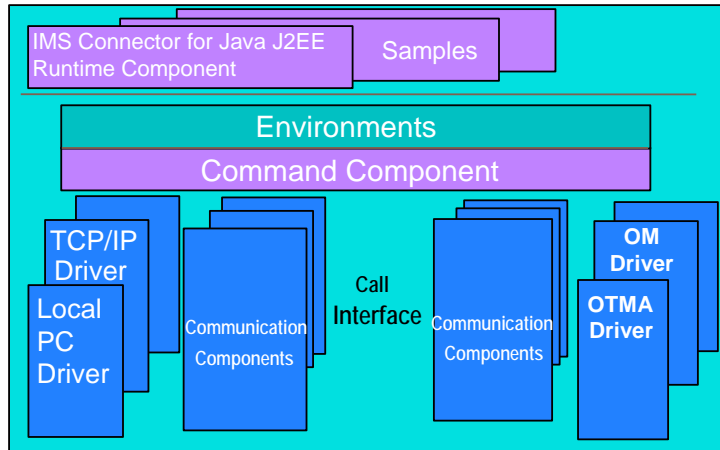 IMS Connector for Java J2EE
Runtime Component
Samples
Environments
Command Component
TCP/IP
Driver
Local
PC
Driver
Communication
Components
Call
Interface
Communication
Components
OM
Driver
OTMA
Driver